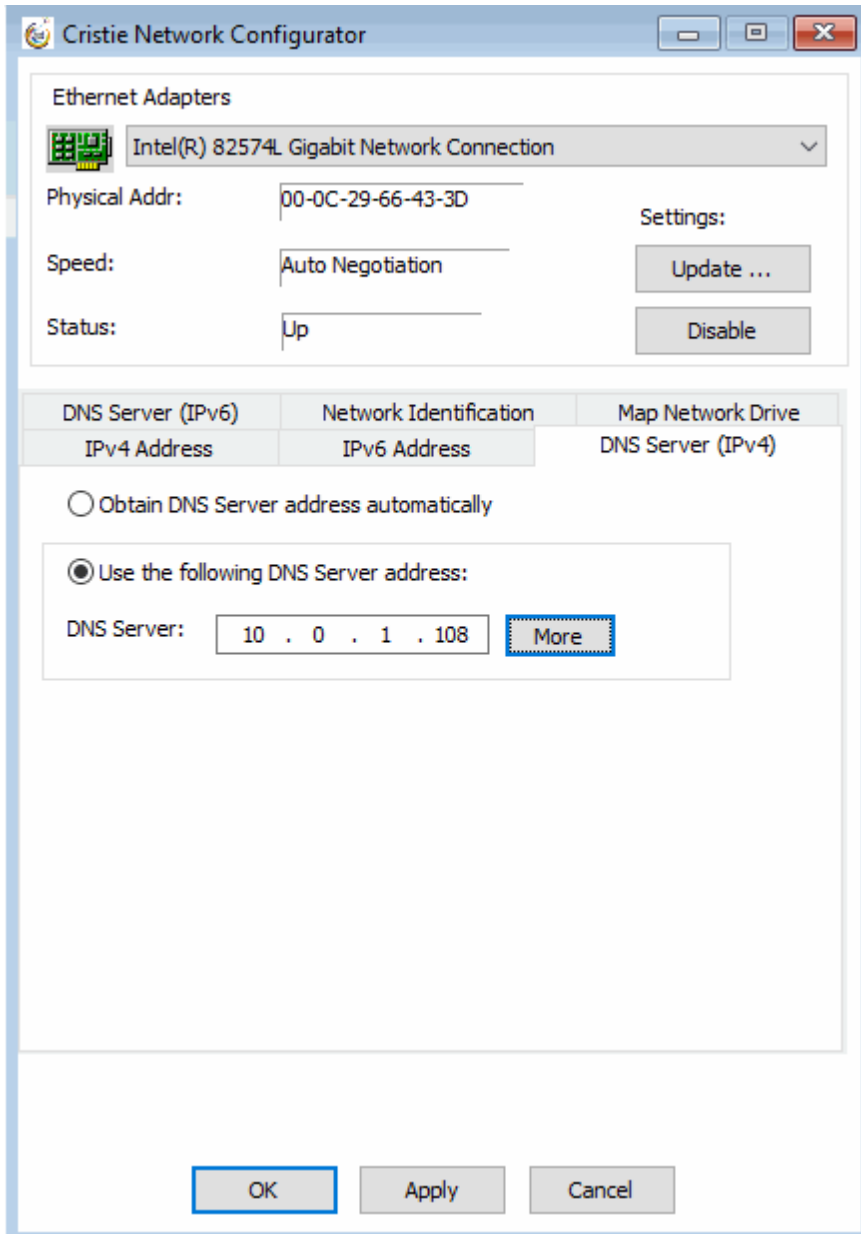 Cristie Network Configurator
Ethernet Adapters
Intel(R) 82574L Gigabit Network Connection
Physical Addr: 00-0C-29-66-43-3D
Settings:
Speed: Auto Negotiation
Update ...
Status: Up
Disable
DNS Server (IPv6) Network Identification Map Network Drive
IPv4 Address IPv6 Address DNS Server (IPv4)
Obtain DNS Server address automatically
Use the following DNS Server address:
DNS Server: 10 . 0 . 1 . 108 More
OK Apply Cancel